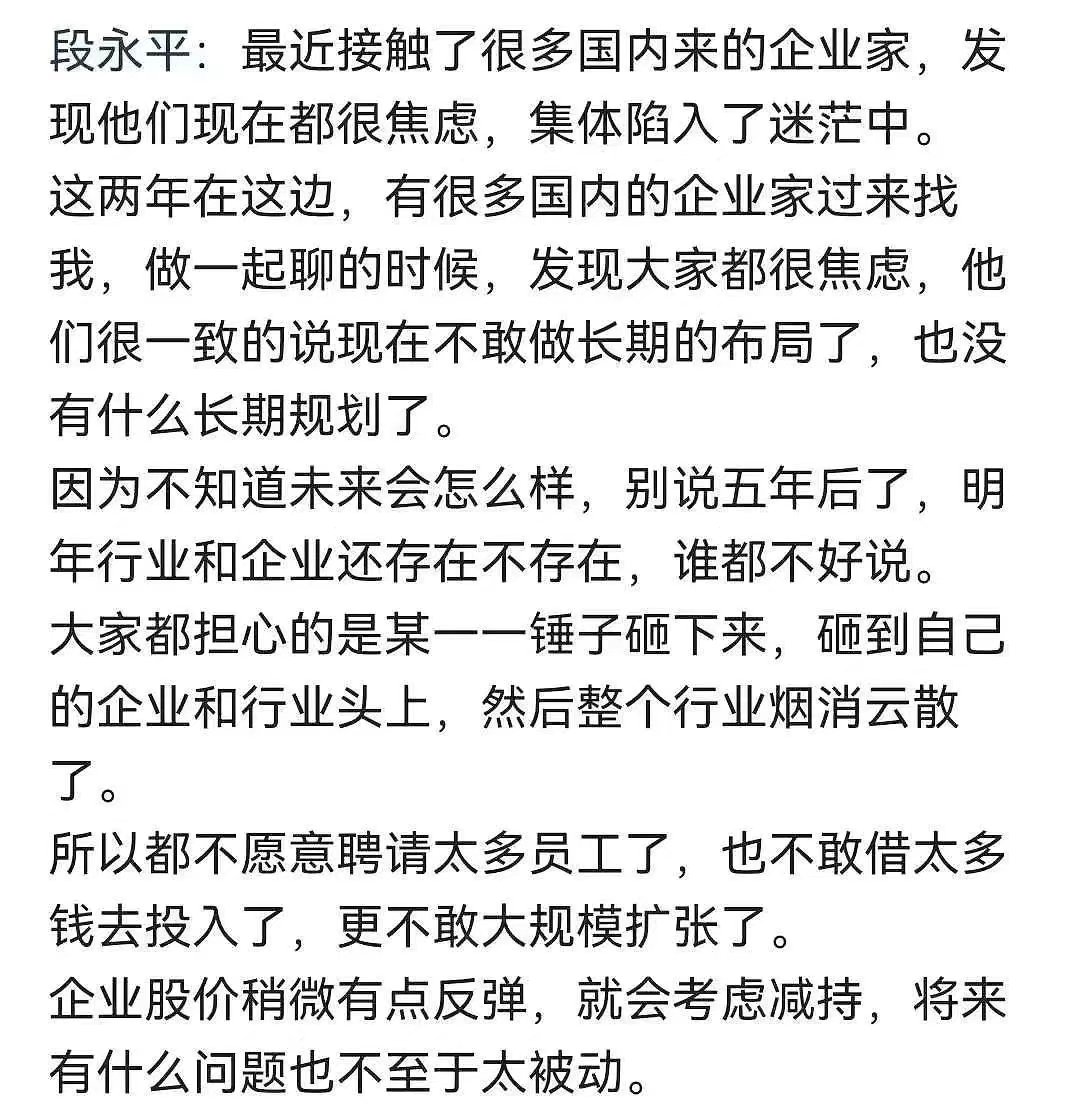 段永平：最近接触了很多国内来的企业家，发
现他们现在都很焦虑，集体陷入了迷茫中。
这两年在这边，有很多国内的企业家过来找
我，做一起聊的时候，发现大家都很焦虑，他
们很一致的说现在不敢做长期的布局了，也没
有什么长期规划了。
因为不知道未来会怎么样，别说五年后了，明
年行业和企业还存在不存在，谁都不好说。
大家都担心的是某一一锤子砸下来，砸到自己
的企业和行业头上，然后整个行业烟消云散
了。
所以都不愿意聘请太多员工了，也不敢借太多
钱去投入了，更不敢大规模扩张了。
企业股价稍微有点反弹，就会考虑减持，将来
有什么问题也不至于太被动。